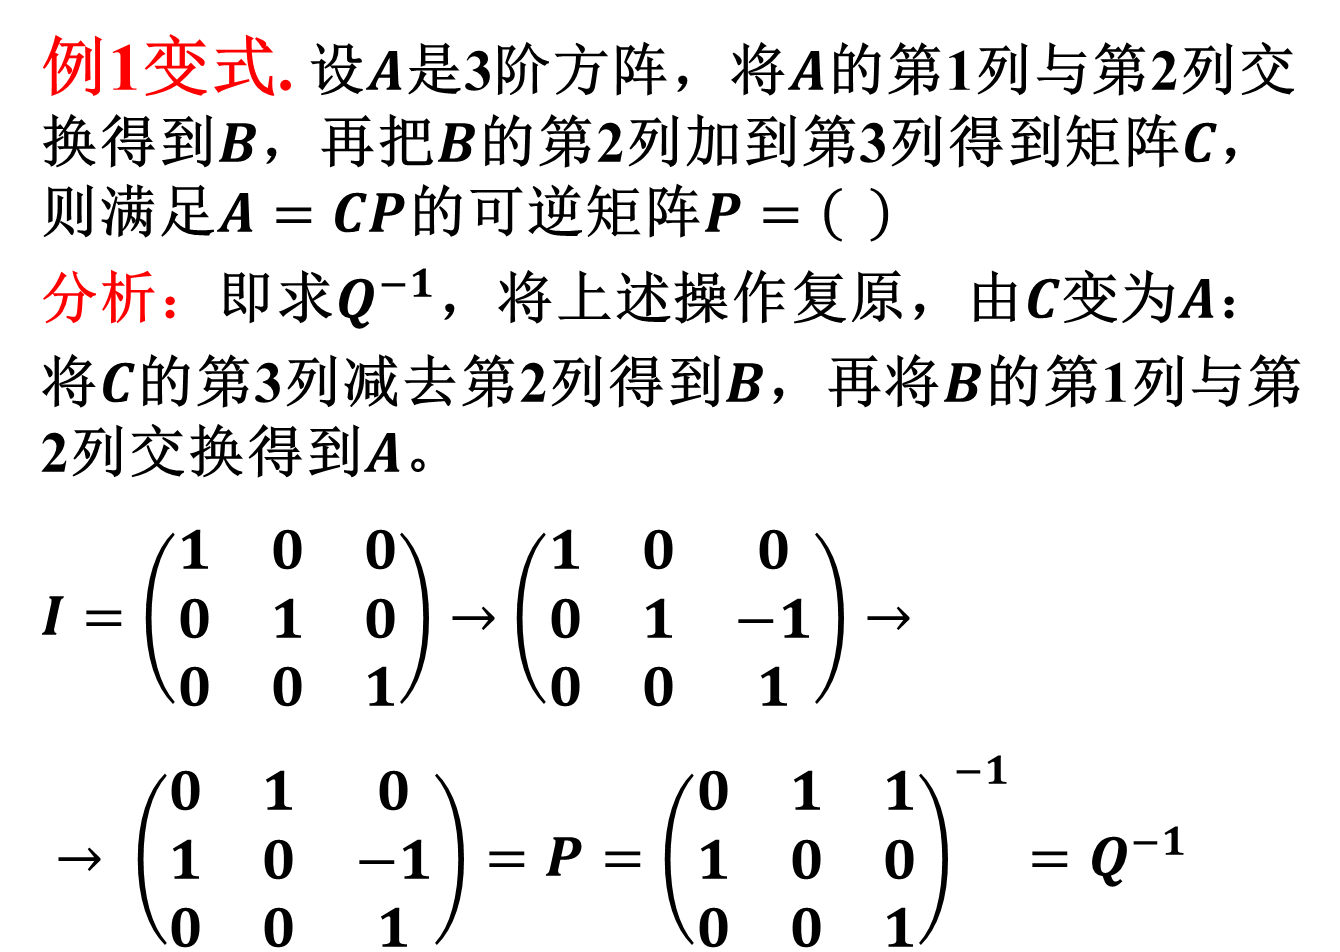 例1变式. 设A是3阶方阵，将A的第1列与第2列交
换得到B，再把B的第2列加到第3列得到矩阵C，
则满足A = CP的可逆矩阵P = ( )
分析：即求Q⁻¹，将上述操作复原，由C变为A：
将C的第3列减去第2列得到B，再将B的第1列与第
2列交换得到A。
1 0 0 1 0 0
I = 0 1 0 → 0 1 −1 →
0 0 1 0 0 1
0 1 0 0 1 1 −1
→ 1 0 −1 = P = 1 0 0 = Q⁻¹
0 0 1 0 0 1